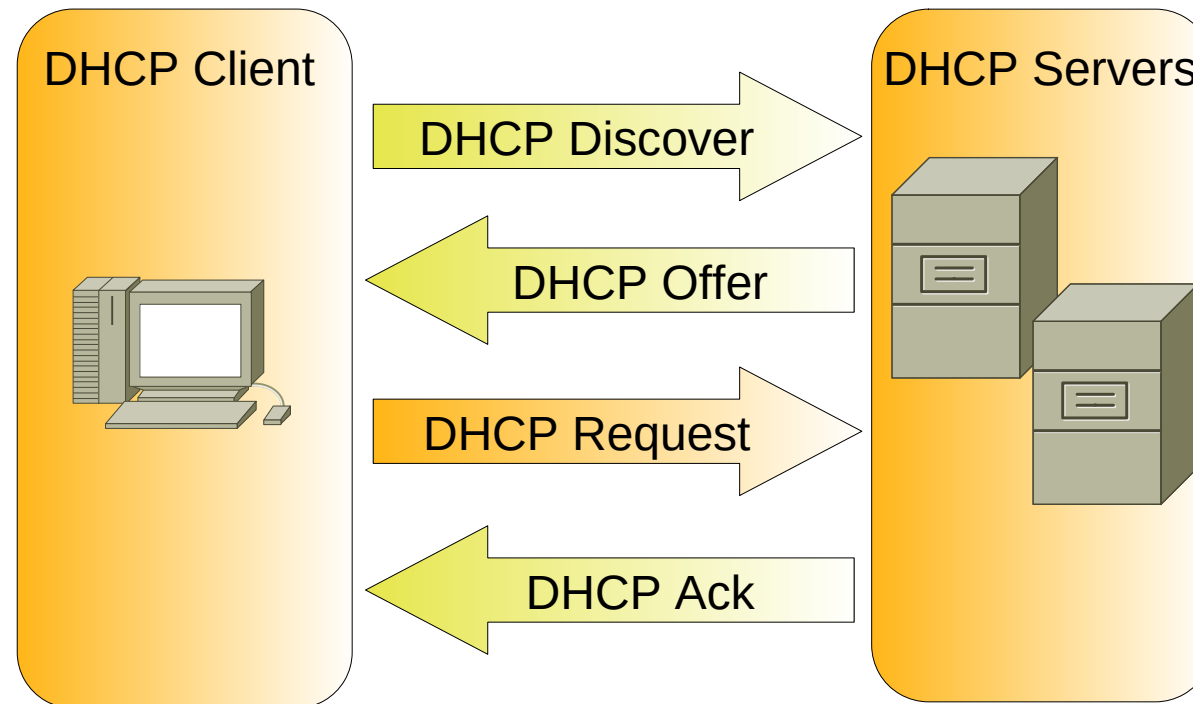 DHCP Client
DHCP Servers
DHCP Discover
DHCP Offer
DHCP Request
DHCP Ack